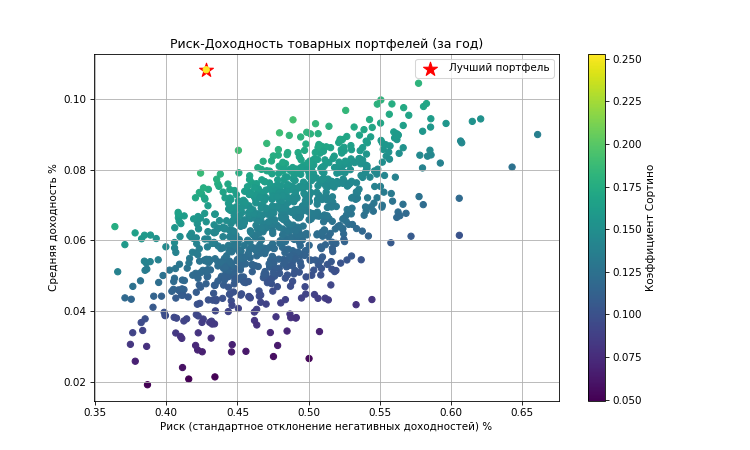 Риск-Доходность товарных портфелей (за год)
Лучший портфель
Средняя доходность %
0.10
0.08
0.06
0.04
0.02
0.35 0.40 0.45 0.50 0.55 0.60 0.65
Риск (стандартное отклонение негативных доходностей) %
0.250
0.225
0.200
0.175
0.150
0.125
0.100
0.075
0.050
Коэффициент Сортино